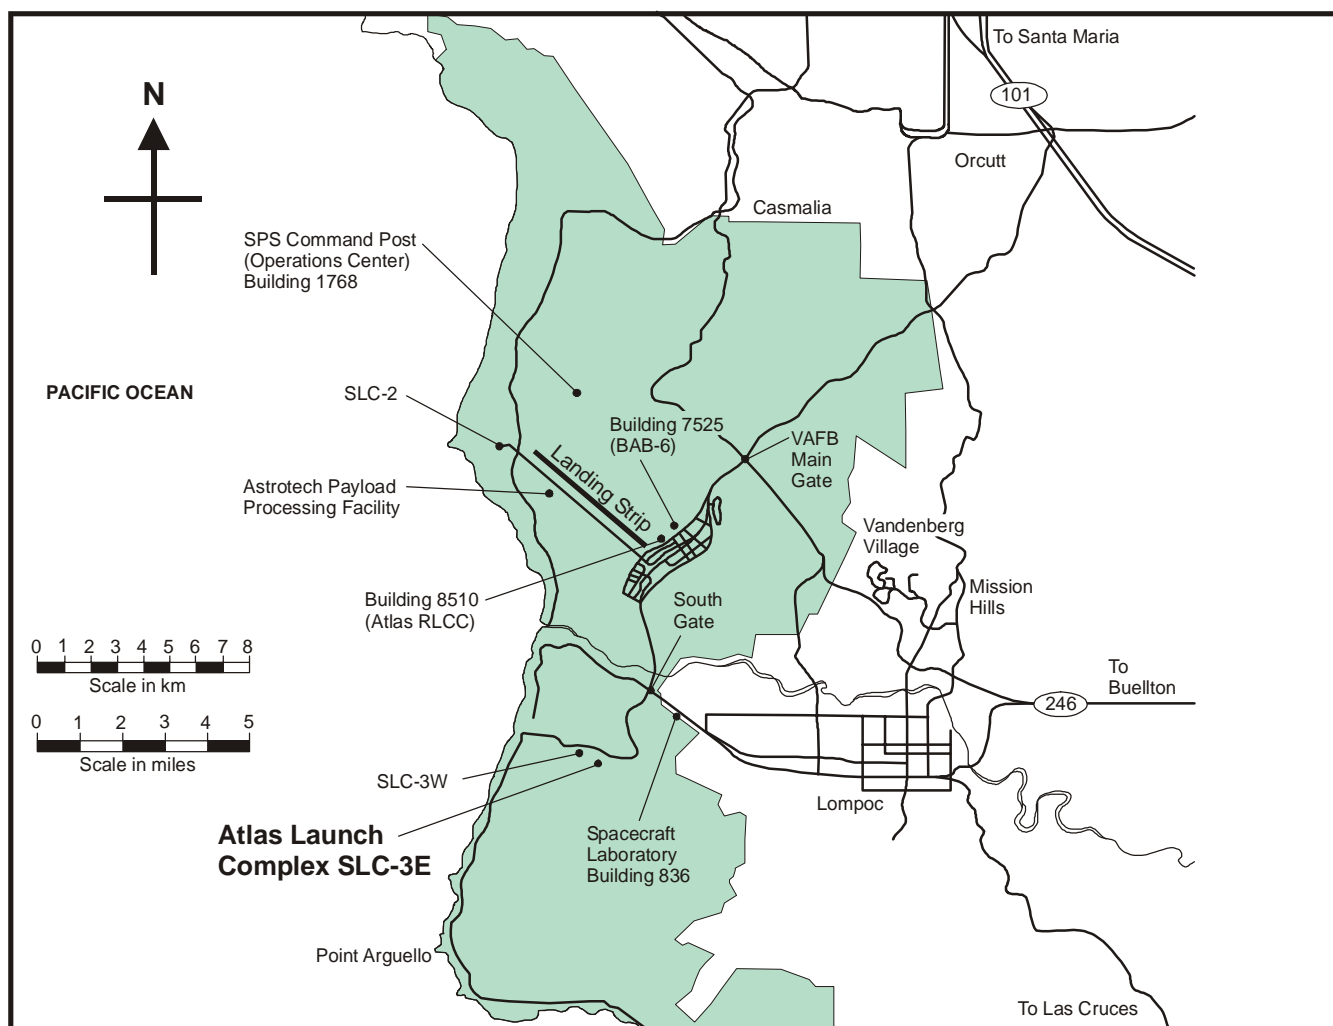 To Santa Maria
101
N
Orcutt
Casmalia
SPS Command Post
(Operations Center)
Building 1768
PACIFIC OCEAN
SLC-2
Building 7525
(BAB-6)
VAFB
Main
Gate
Landing Strip
Astrotech Payload
Processing Facility
Vandenberg
Village
Mission
Hills
Building 8510
(Atlas RLCC)
South
Gate
0 1 2 3 4 5 6 7 8
Scale in km
To
Buellton
246
0 1 2 3 4 5
Scale in miles
SLC-3W
Lompoc
Atlas Launch
Complex SLC-3E
Spacecraft
Laboratory
Building 836
Point Arguello
To Las Cruces